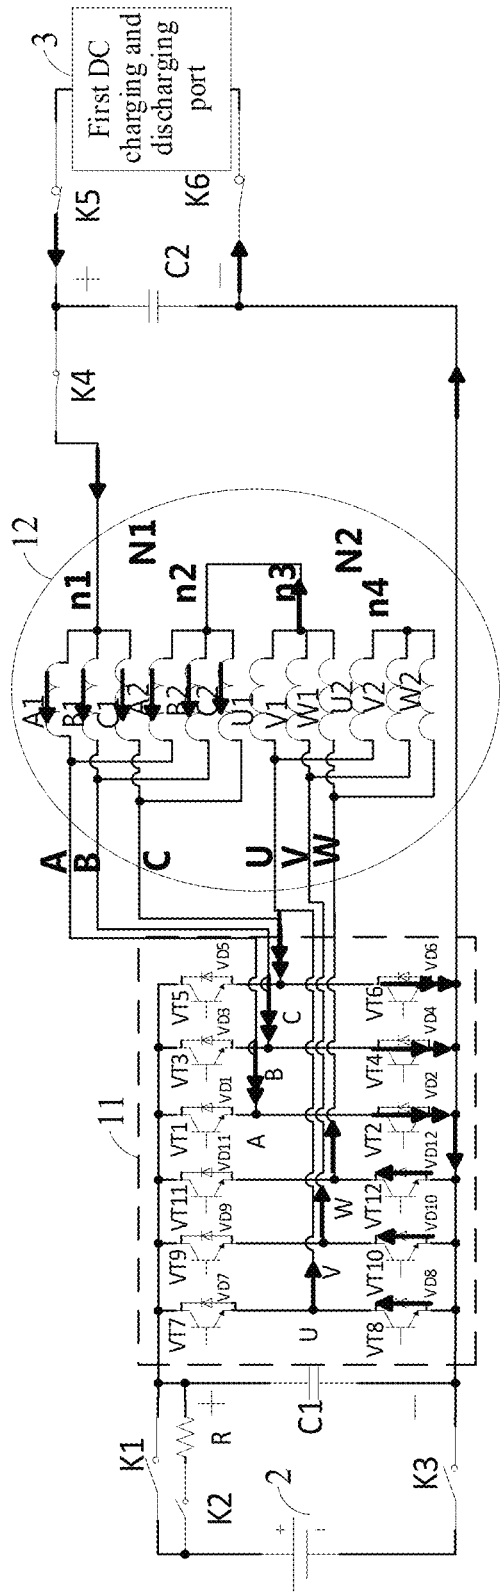 3
First DC
charging and
discharging
port
K5
K6
+
C2
−
K4
12
n1
N1
n2
n3
N2
n4
A1
B1
C1
A2
B2
C2
U1
V1
W1
U2
V2
W2
A
B
C
U
V
W
11
VT7
VD7
VT9
VD9
VT11
VD11
VT1
VD1
VT3
VD3
VT5
VD5
U
V
W
A
B
C
VT8
VD8
VT10
VD10
VT12
VD12
VT2
VD2
VT4
VD4
VT6
VD6
K1
R
K2
+
C1
−
+
2
-
K3